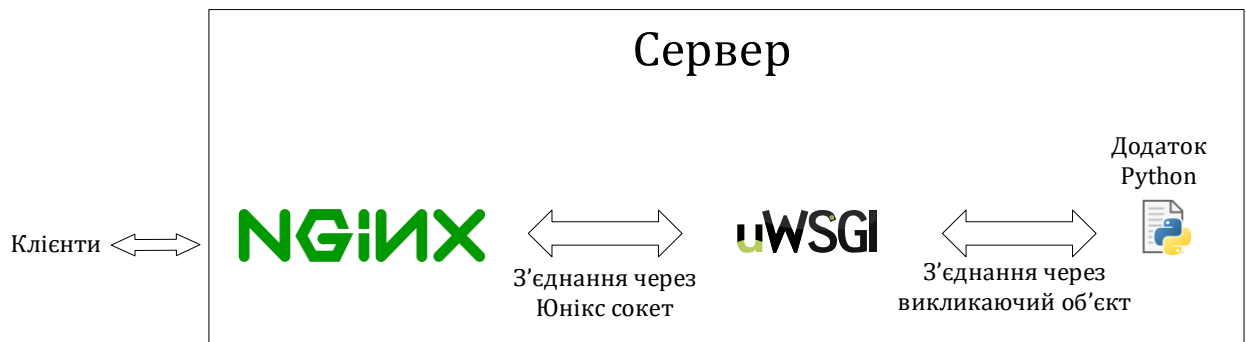 Сервер
Клієнти
NGiNX
З’єднання через
Юнікс сокет
uWSGI
З’єднання через
викликаючий об’єкт
Додаток
Python